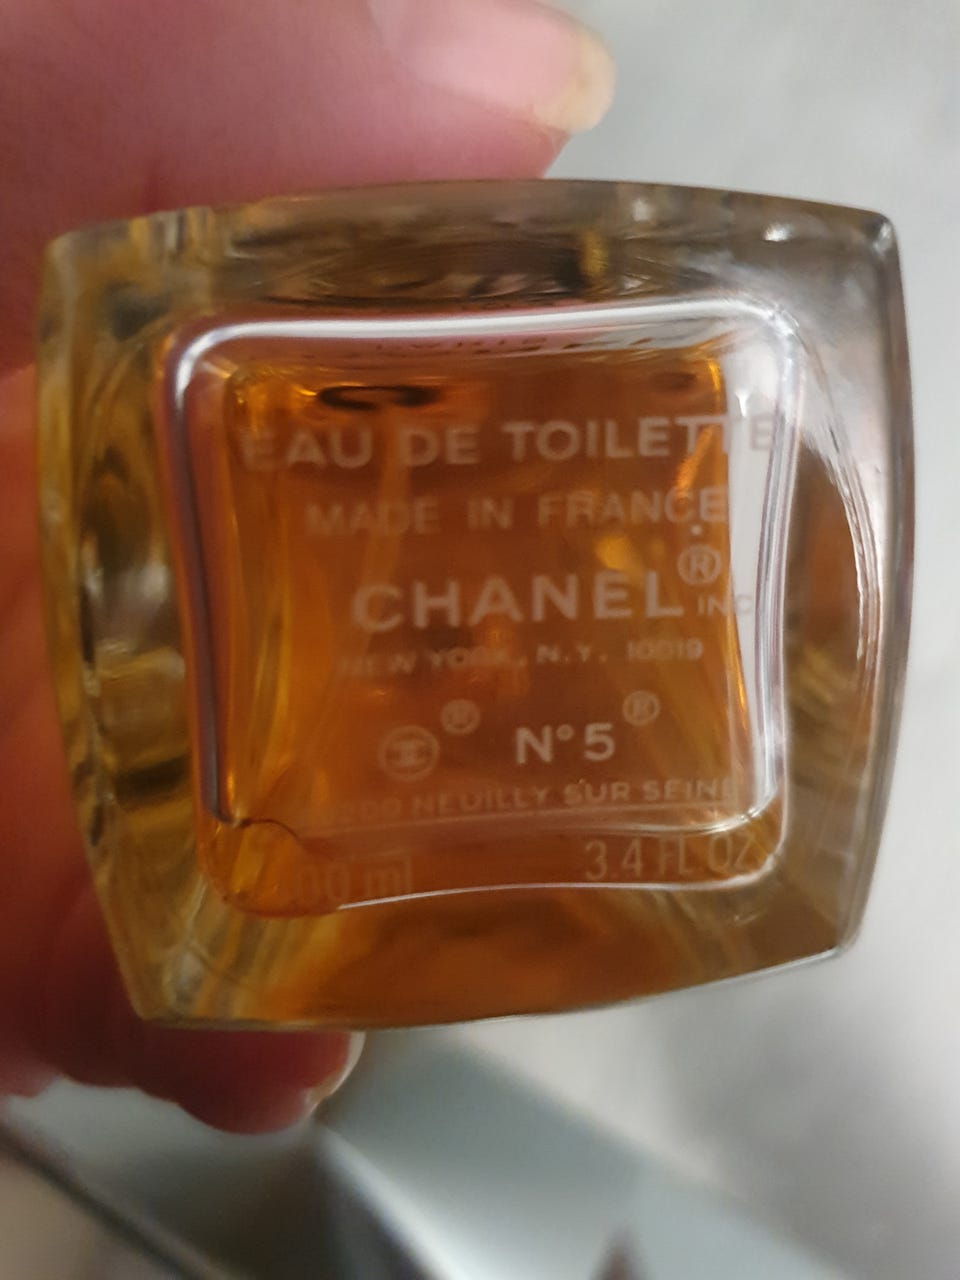 EAU DE TOILETTE
MADE IN FRANCE
CHANEL® INC
NEW YORK, N.Y. 10019
® N°5®
NEUILLY SUR SEINE
ml 3.4 FL OZ